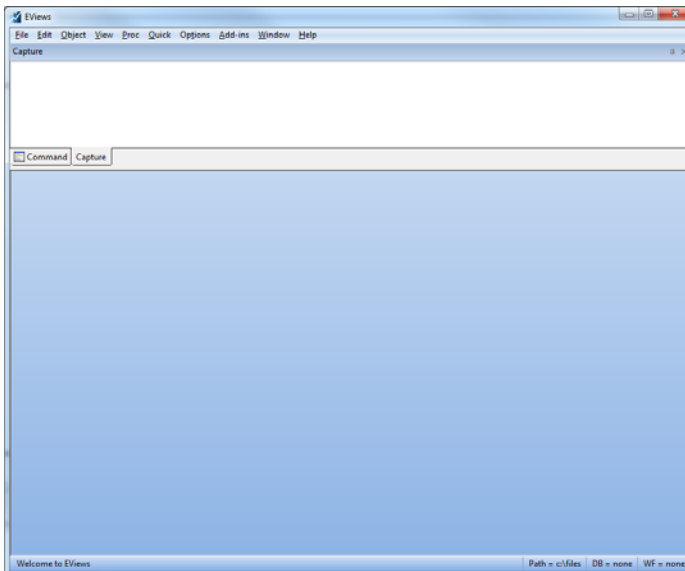 EViews
File Edit Object View Proc Quick Options Add-ins Window Help
Capture
Command Capture
Welcome to EViews Path = c:\files DB = none WF = none